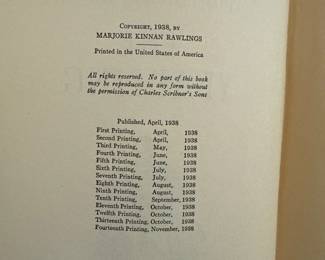 COPYRIGHT, 1938, BY
MARJORIE KINNAN RAWLINGS
Printed in the United States of America
All rights reserved. No part of this book
may be reproduced in any form without
the permission of Charles Scribner's Sons
Published, April, 1938
First Printing, April, 1938
Second Printing, April, 1938
Third Printing, May, 1938
Fourth Printing, June, 1938
Fifth Printing, June, 1938
Sixth Printing, July, 1938
Seventh Printing, July, 1938
Eighth Printing, August, 1938
Ninth Printing, August, 1938
Tenth Printing, September, 1938
Eleventh Printing, October, 1938
Twelfth Printing, October, 1938
Thirteenth Printing, October, 1938
Fourteenth Printing, November, 1938